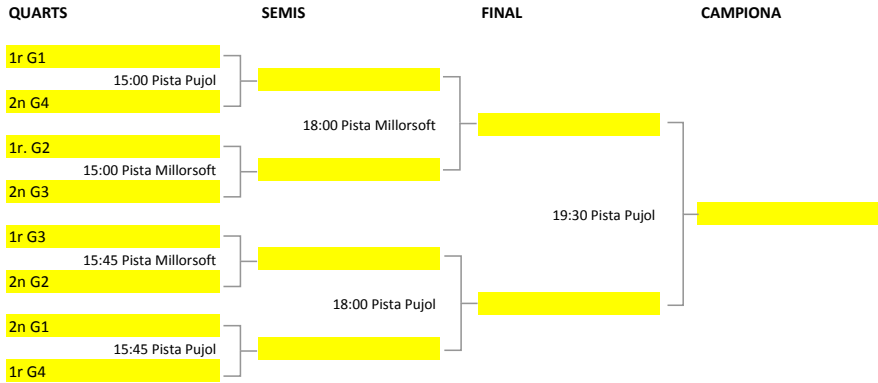 QUARTS SEMIS FINAL CAMPIONA
1r G1
15:00 Pista Pujol
2n G4
18:00 Pista Millorsoft
1r. G2
15:00 Pista Millorsoft
2n G3
19:30 Pista Pujol
1r G3
15:45 Pista Millorsoft
2n G2
18:00 Pista Pujol
2n G1
15:45 Pista Pujol
1r G4